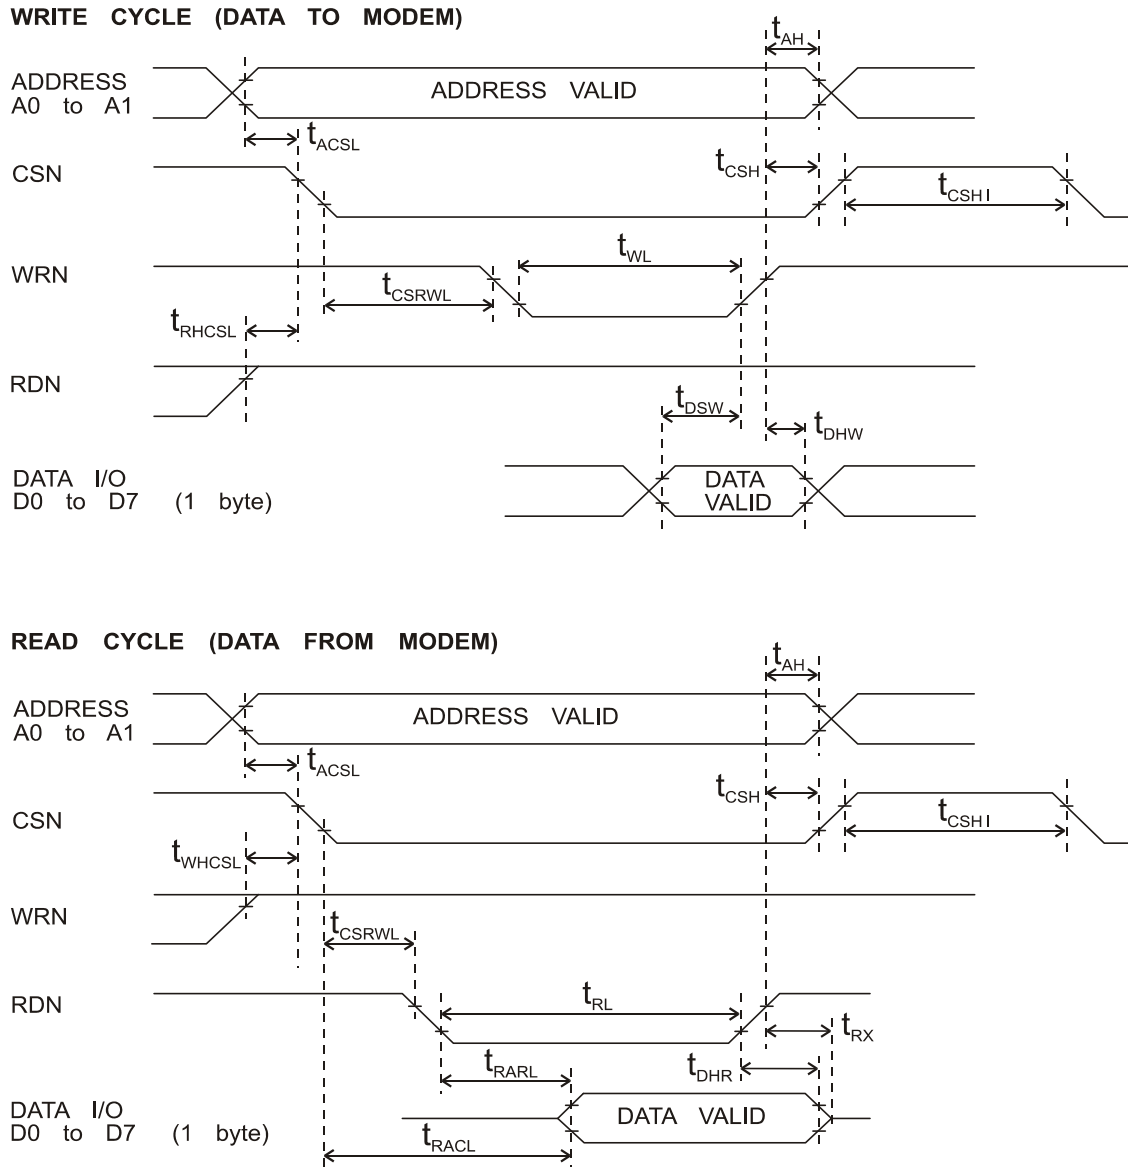 WRITE CYCLE (DATA TO MODEM)
tAH
ADDRESS
A0 to A1
ADDRESS VALID
tACSL
CSN
tCSH
tCSHI
WRN
tWL
tCSRWL
tRHCSL
RDN
tDSW
tDHW
DATA I/O
D0 to D7 (1 byte)
DATA
VALID
READ CYCLE (DATA FROM MODEM)
tAH
ADDRESS
A0 to A1
ADDRESS VALID
tACSL
CSN
tCSH
tCSHI
tWHCSL
WRN
tCSRWL
RDN
tRL
tRX
tRARL
tDHR
DATA I/O
D0 to D7 (1 byte)
DATA VALID
tRACL